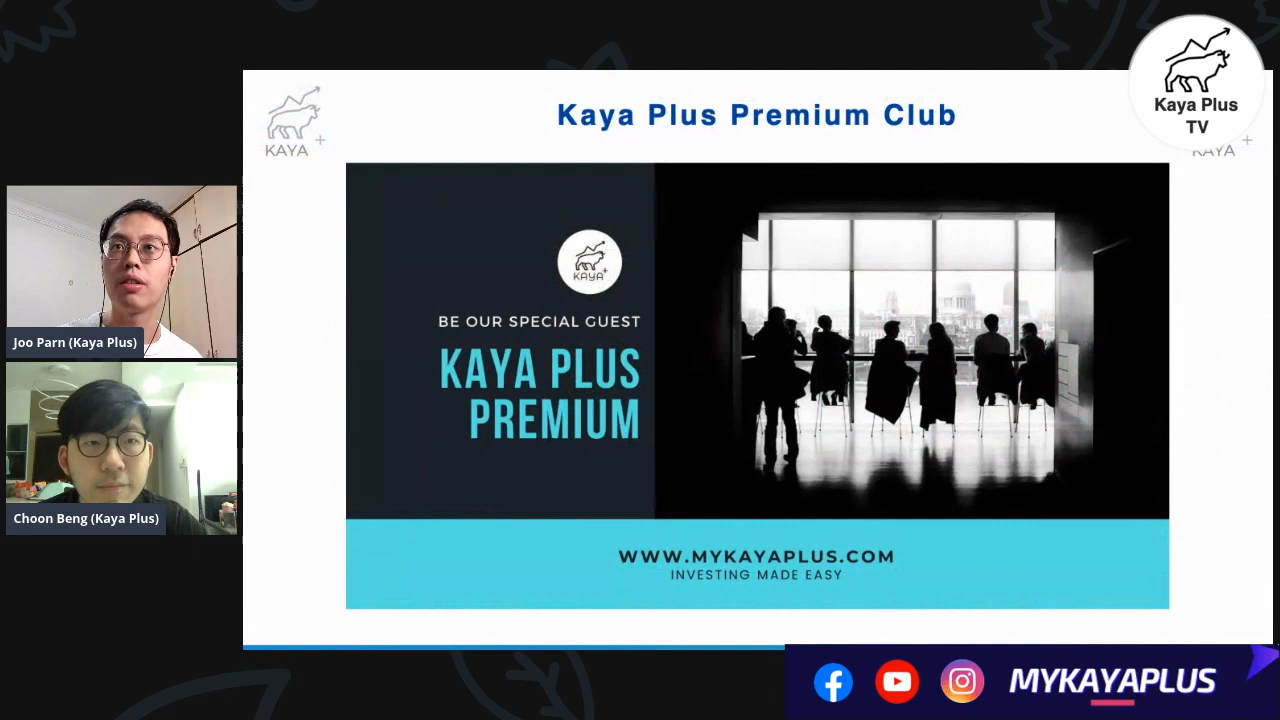 Kaya Plus Premium Club
KAYA
Kaya Plus
TV
KAYA
KAYA
BE OUR SPECIAL GUEST
KAYA PLUS
PREMIUM
WWW.MYKAYAPLUS.COM
INVESTING MADE EASY
Joo Parn (Kaya Plus)
Choon Beng (Kaya Plus)
MYKAYAPLUS